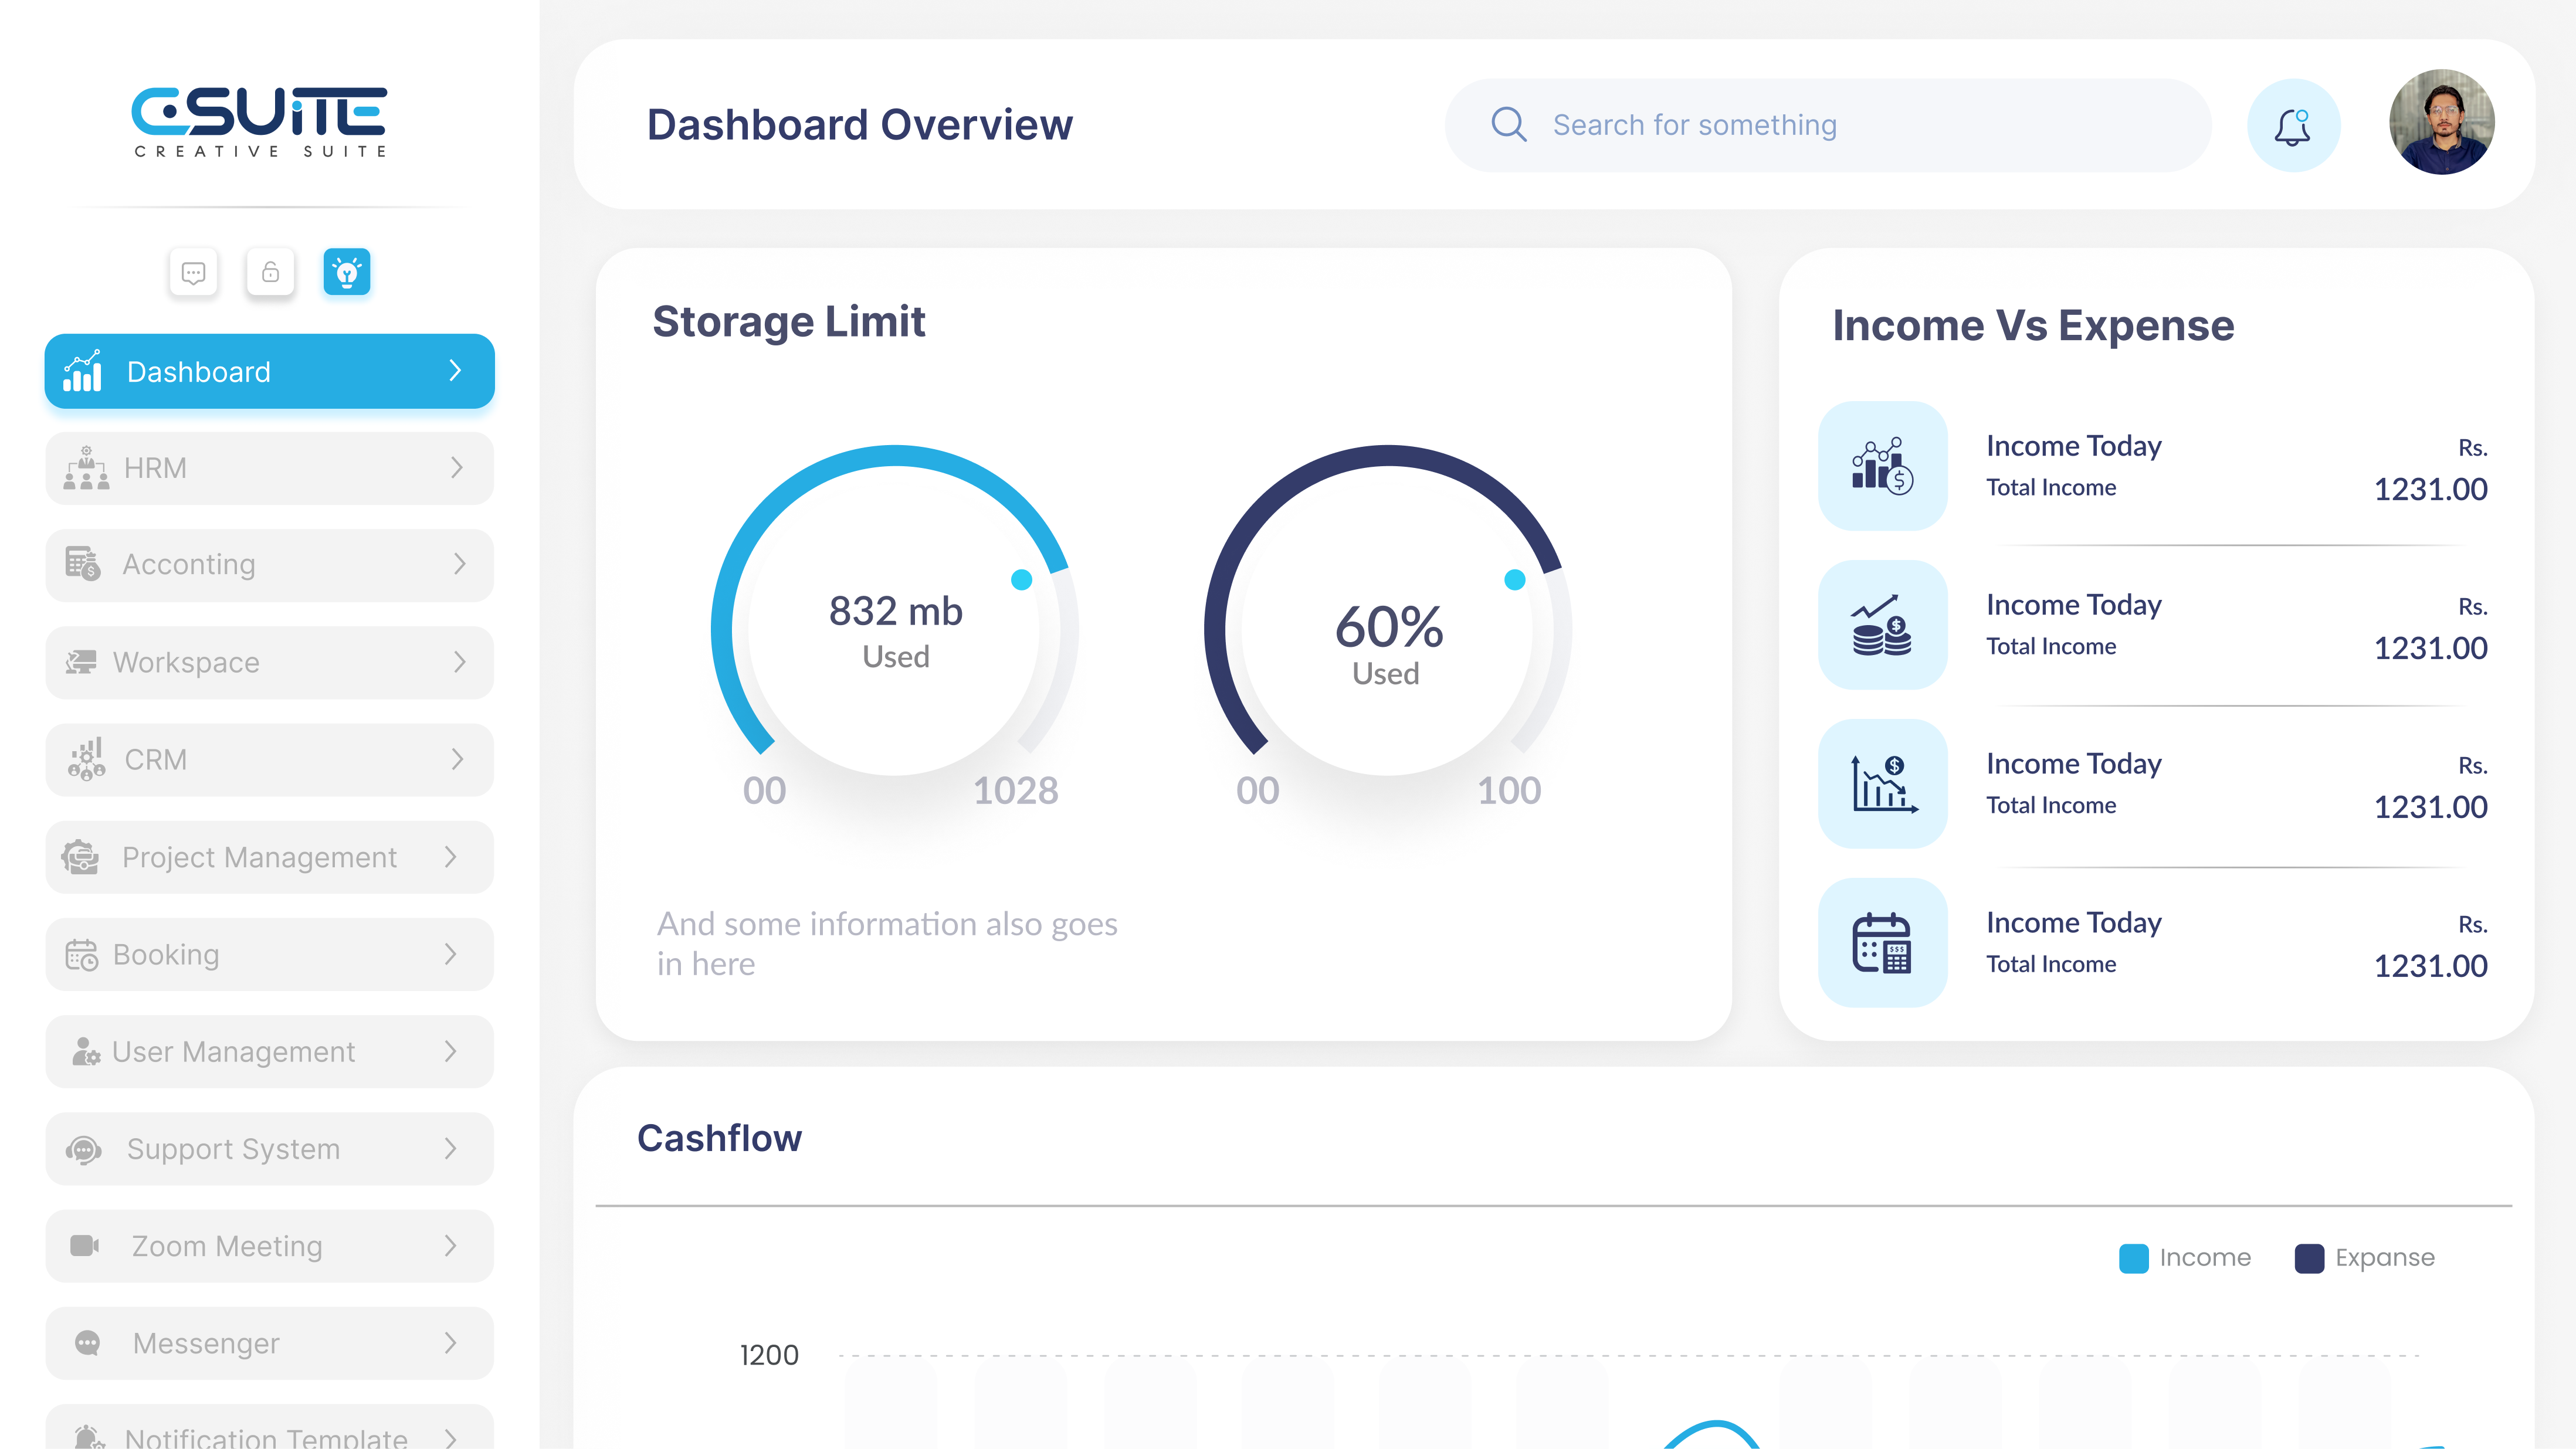 CSUITE
CREATIVE SUITE
Dashboard
HRM
Acconting
Workspace
CRM
Project Management
Booking
User Management
Support System
Zoom Meeting
Messenger
Notification Template
Dashboard Overview
Search for something
Storage Limit
832 mb
Used
00
1028
60%
Used
00
100
And some information also goes
in here
Income Vs Expense
Income Today
Rs.
Total Income
1231.00
Income Today
Rs.
Total Income
1231.00
Income Today
Rs.
Total Income
1231.00
Income Today
Rs.
Total Income
1231.00
Cashflow
Income
Expanse
1200